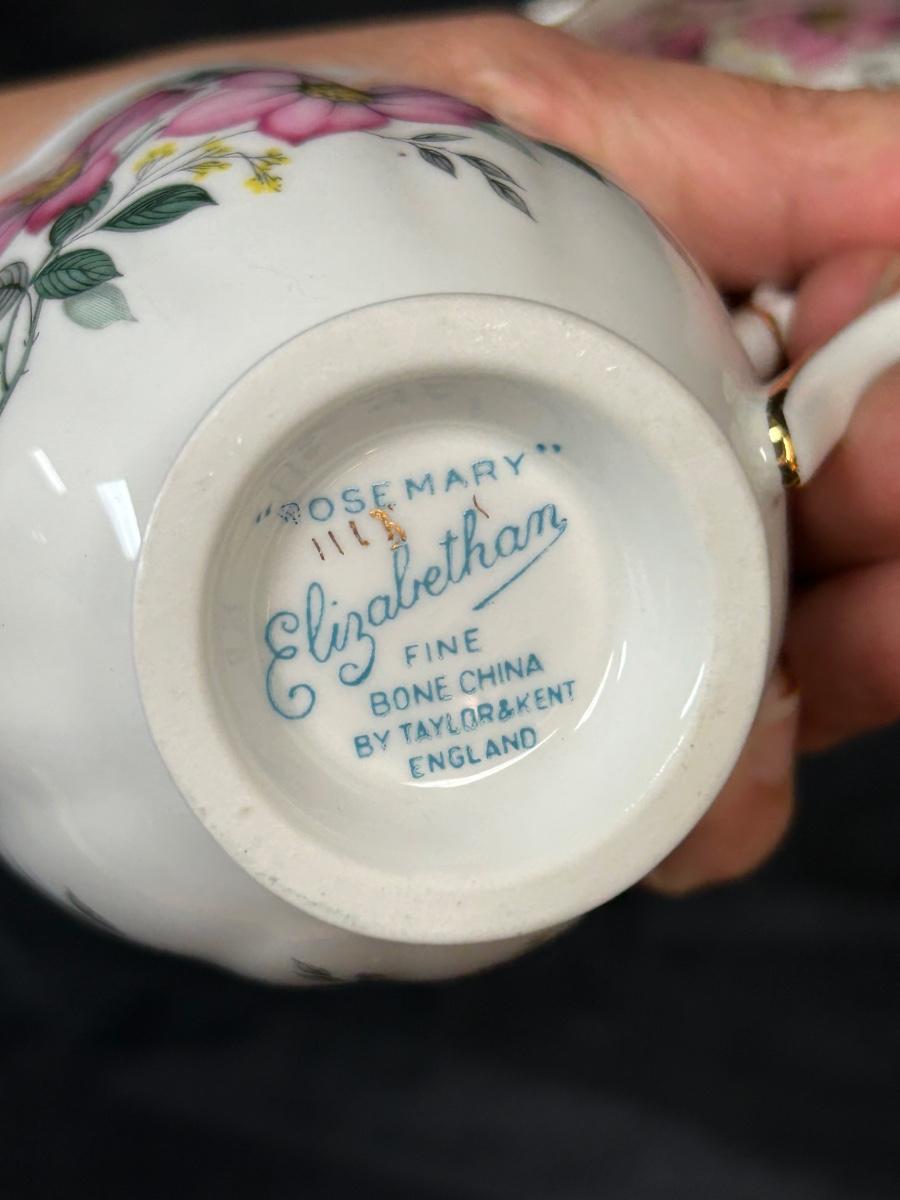 "ROSEMARY"
Elizabethan
FINE
BONE CHINA
BY TAYLOR&KENT
ENGLAND